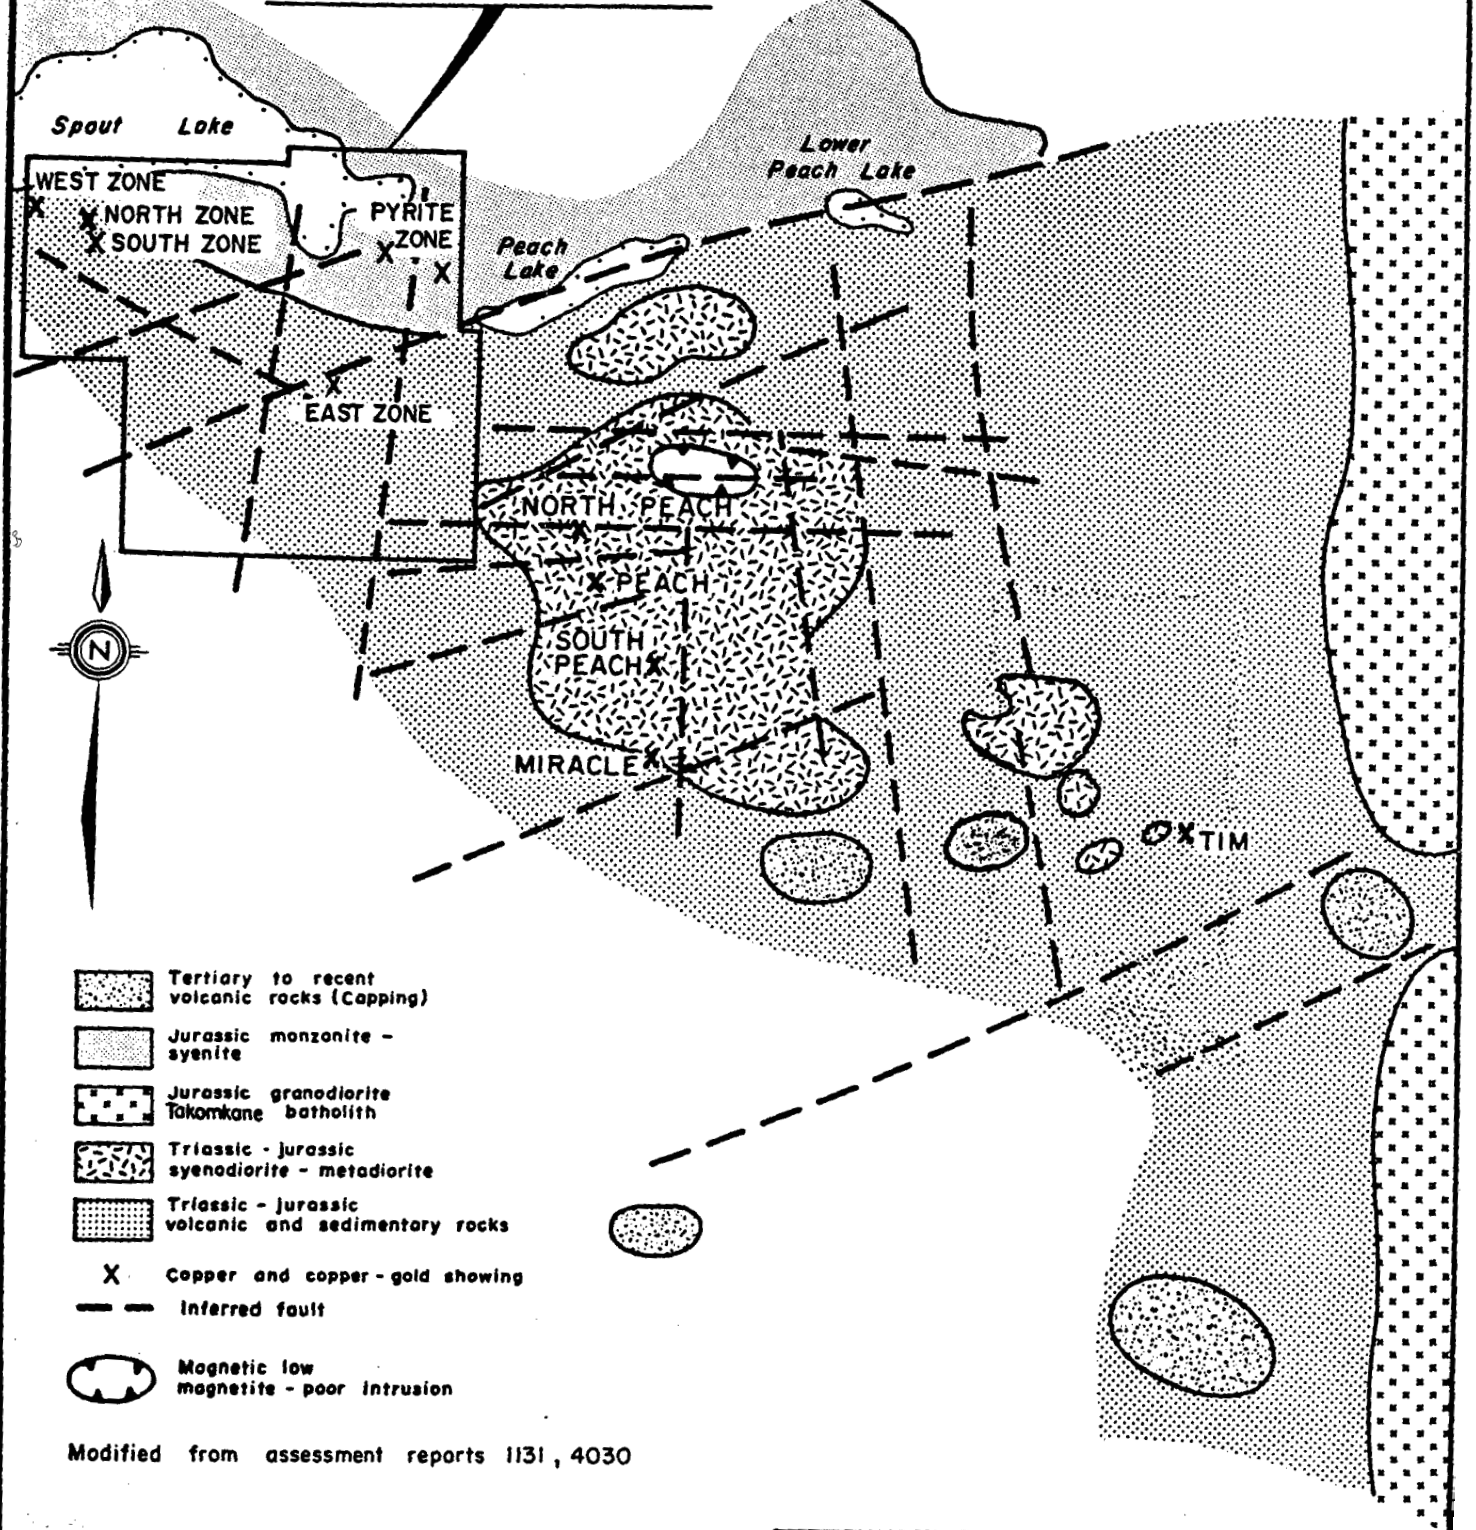 Spout Lake
Lower
Peach Lake
WEST ZONE
NORTH ZONE
SOUTH ZONE
PYRITE
ZONE
Peach
Lake
EAST ZONE
NORTH PEACH
PEACH
SOUTH
PEACH
MIRACLE
TIM
N
Tertiary to recent
volcanic rocks (Capping)
Jurassic monzonite -
syenite
Jurassic granodiorite
Takomkane batholith
Triassic - jurassic
syenodiorite - metadiorite
Triassic - jurassic
volcanic and sedimentary rocks
X Copper and copper - gold showing
Inferred fault
Magnetic low
magnetite - poor intrusion
Modified from assessment reports 1131, 4030